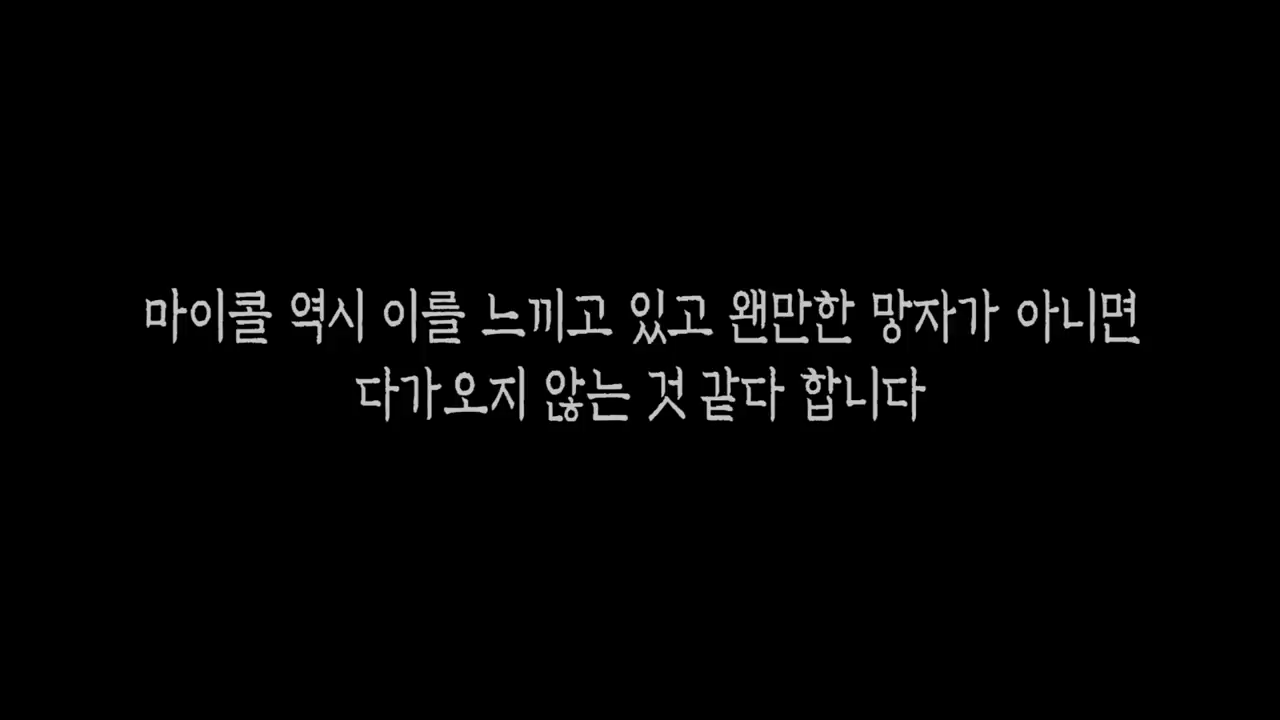 마이콜 역시 이를 느끼고 있고 왠만한 망자가 아니면
다가오지 않는 것 같다 합니다